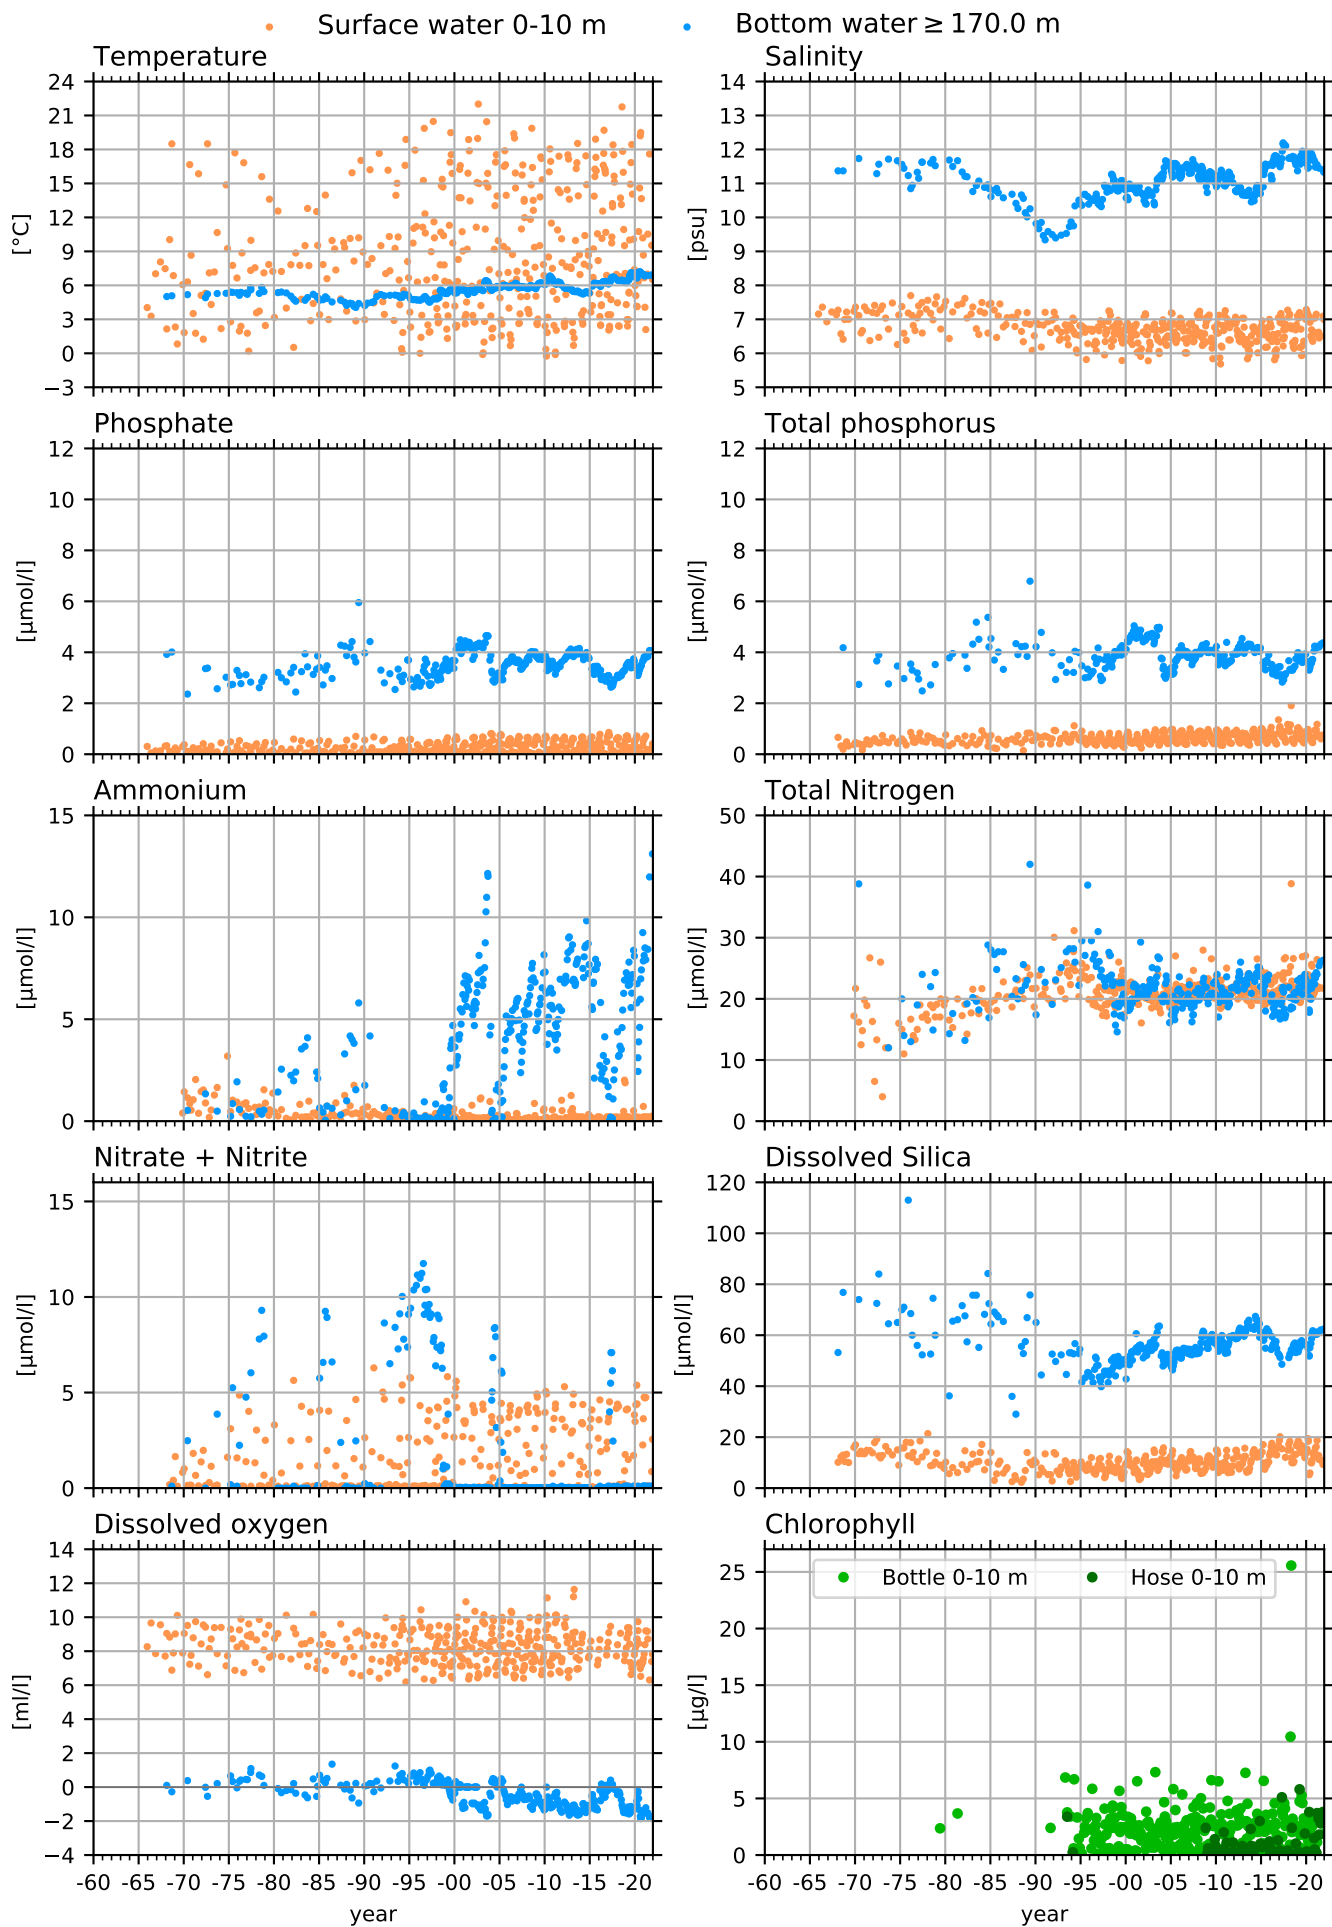 Surface water 0-10 m
Bottom water ≥ 170.0 m
Temperature
24
21
18
15
12
9
6
3
0
−3
[°C]
Salinity
14
13
12
11
10
9
8
7
6
5
[psu]
Phosphate
12
10
8
6
4
2
0
[µmol/l]
Total phosphorus
12
10
8
6
4
2
0
[µmol/l]
Ammonium
15
10
5
0
[µmol/l]
Total Nitrogen
50
40
30
20
10
0
[µmol/l]
Nitrate + Nitrite
15
10
5
0
[µmol/l]
Dissolved Silica
120
100
80
60
40
20
0
[µmol/l]
Dissolved oxygen
14
12
10
8
6
4
2
0
−2
−4
[ml/l]
-60 -70 -75 -80 -85 -90 -95 -00 -05 -10 -15 -20
year
Chlorophyll
Bottle 0-10 m
Hose 0-10 m
25
20
15
10
5
0
[µg/l]
-60 -70 -75 -80 -85 -90 -95 -00 -05 -10 -15 -20
year